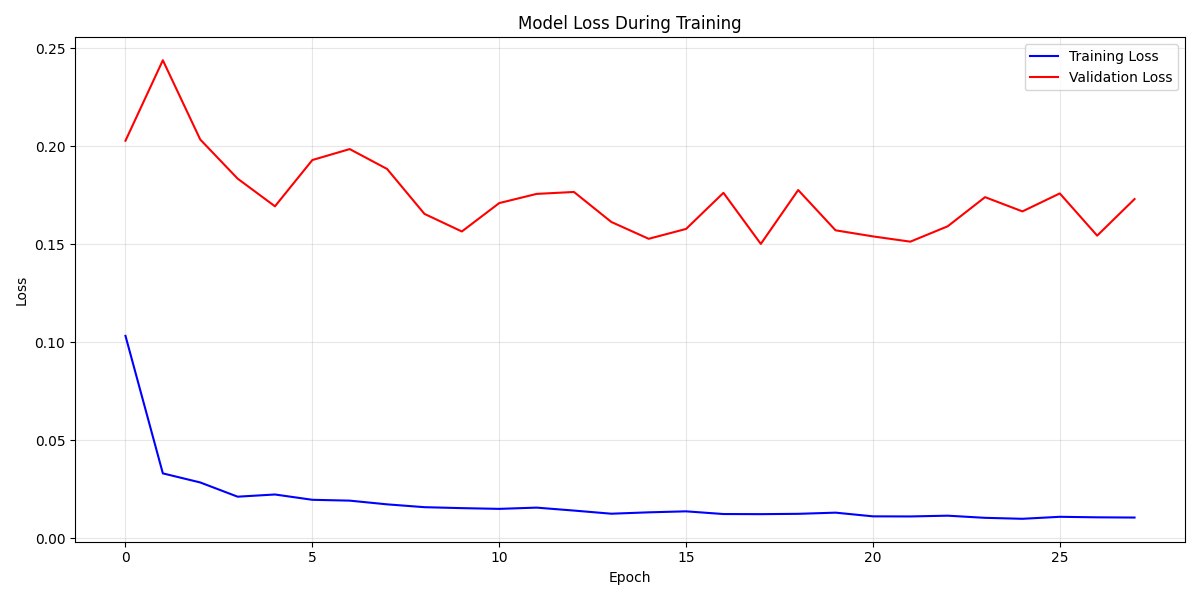 Model Loss During Training
Training Loss
Validation Loss
0.25
0.20
0.15
0.10
0.05
0.00
Loss
0 5 10 15 20 25
Epoch